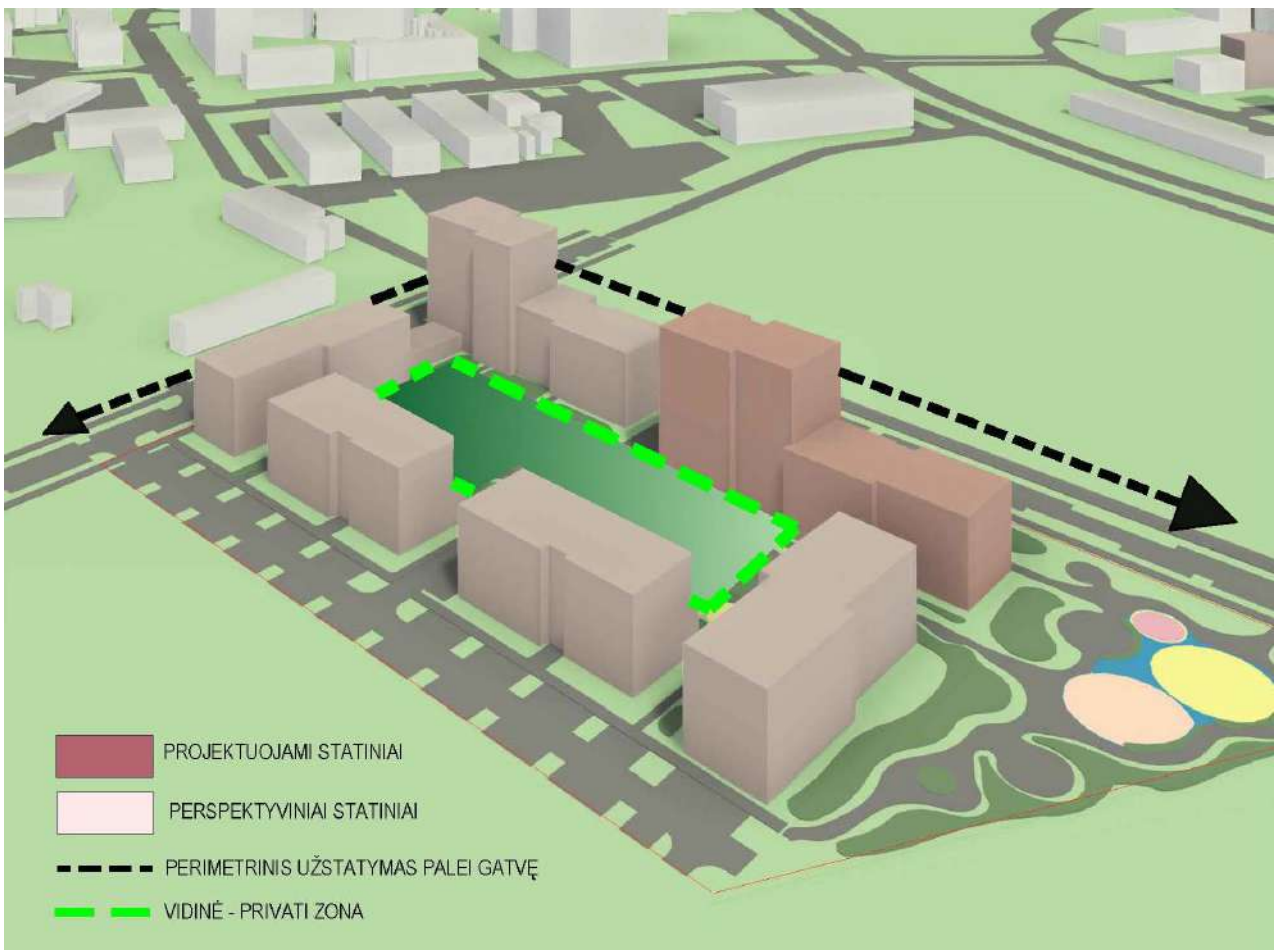 PROJEKTUOJAMI STATINIAI
PERSPEKTYVINIAI STATINIAI
PERIMETRINIS UŽSTATYMAS PALEI GATVĘ
VIDINĖ - PRIVATI ZONA